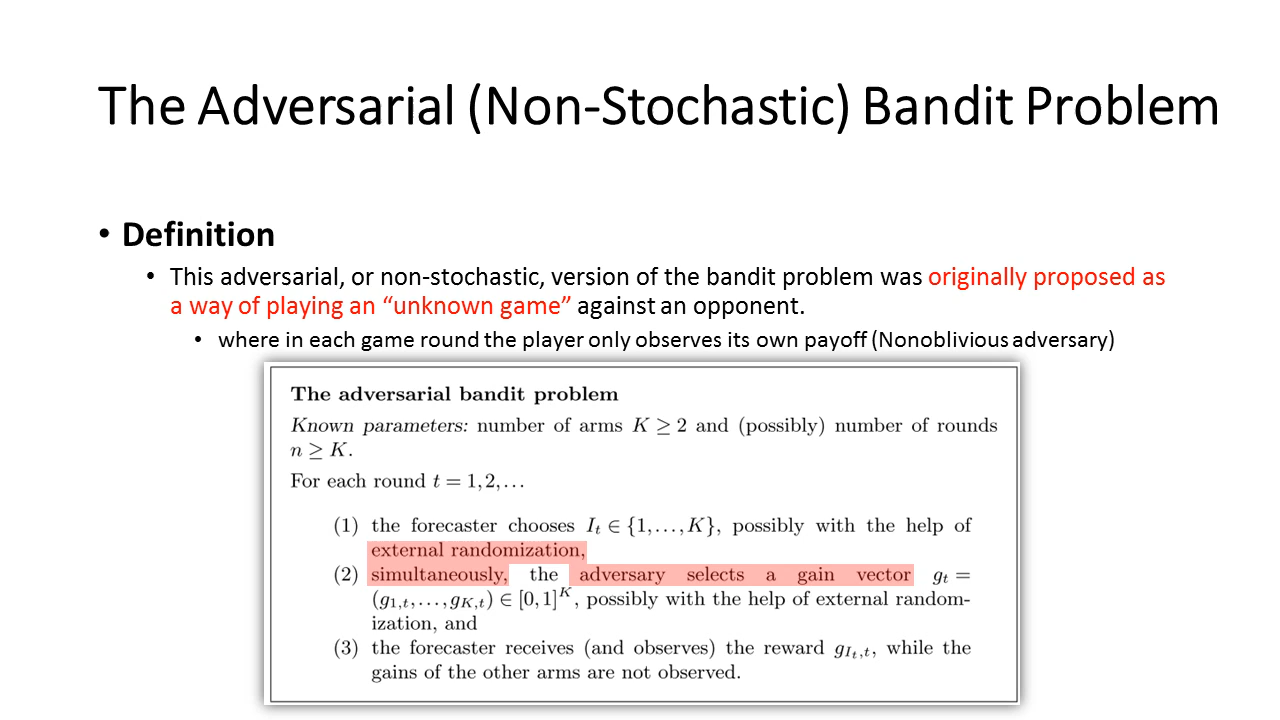 The Adversarial (Non-Stochastic) Bandit Problem
• Definition
• This adversarial, or non-stochastic, version of the bandit problem was originally proposed as
a way of playing an “unknown game” against an opponent.
• where in each game round the player only observes its own payoff (Nonoblivious adversary)
The adversarial bandit problem
Known parameters: number of arms K ≥ 2 and (possibly) number of rounds
n ≥ K.
For each round t = 1, 2, . . .
(1) the forecaster chooses I_t ∈ {1, . . . , K}, possibly with the help of
external randomization,
(2) simultaneously, the adversary selects a gain vector g_t =
(g_{1,t}, . . . , g_{K,t}) ∈ [0, 1]^K, possibly with the help of external random-
ization, and
(3) the forecaster receives (and observes) the reward g_{I_t,t}, while the
gains of the other arms are not observed.